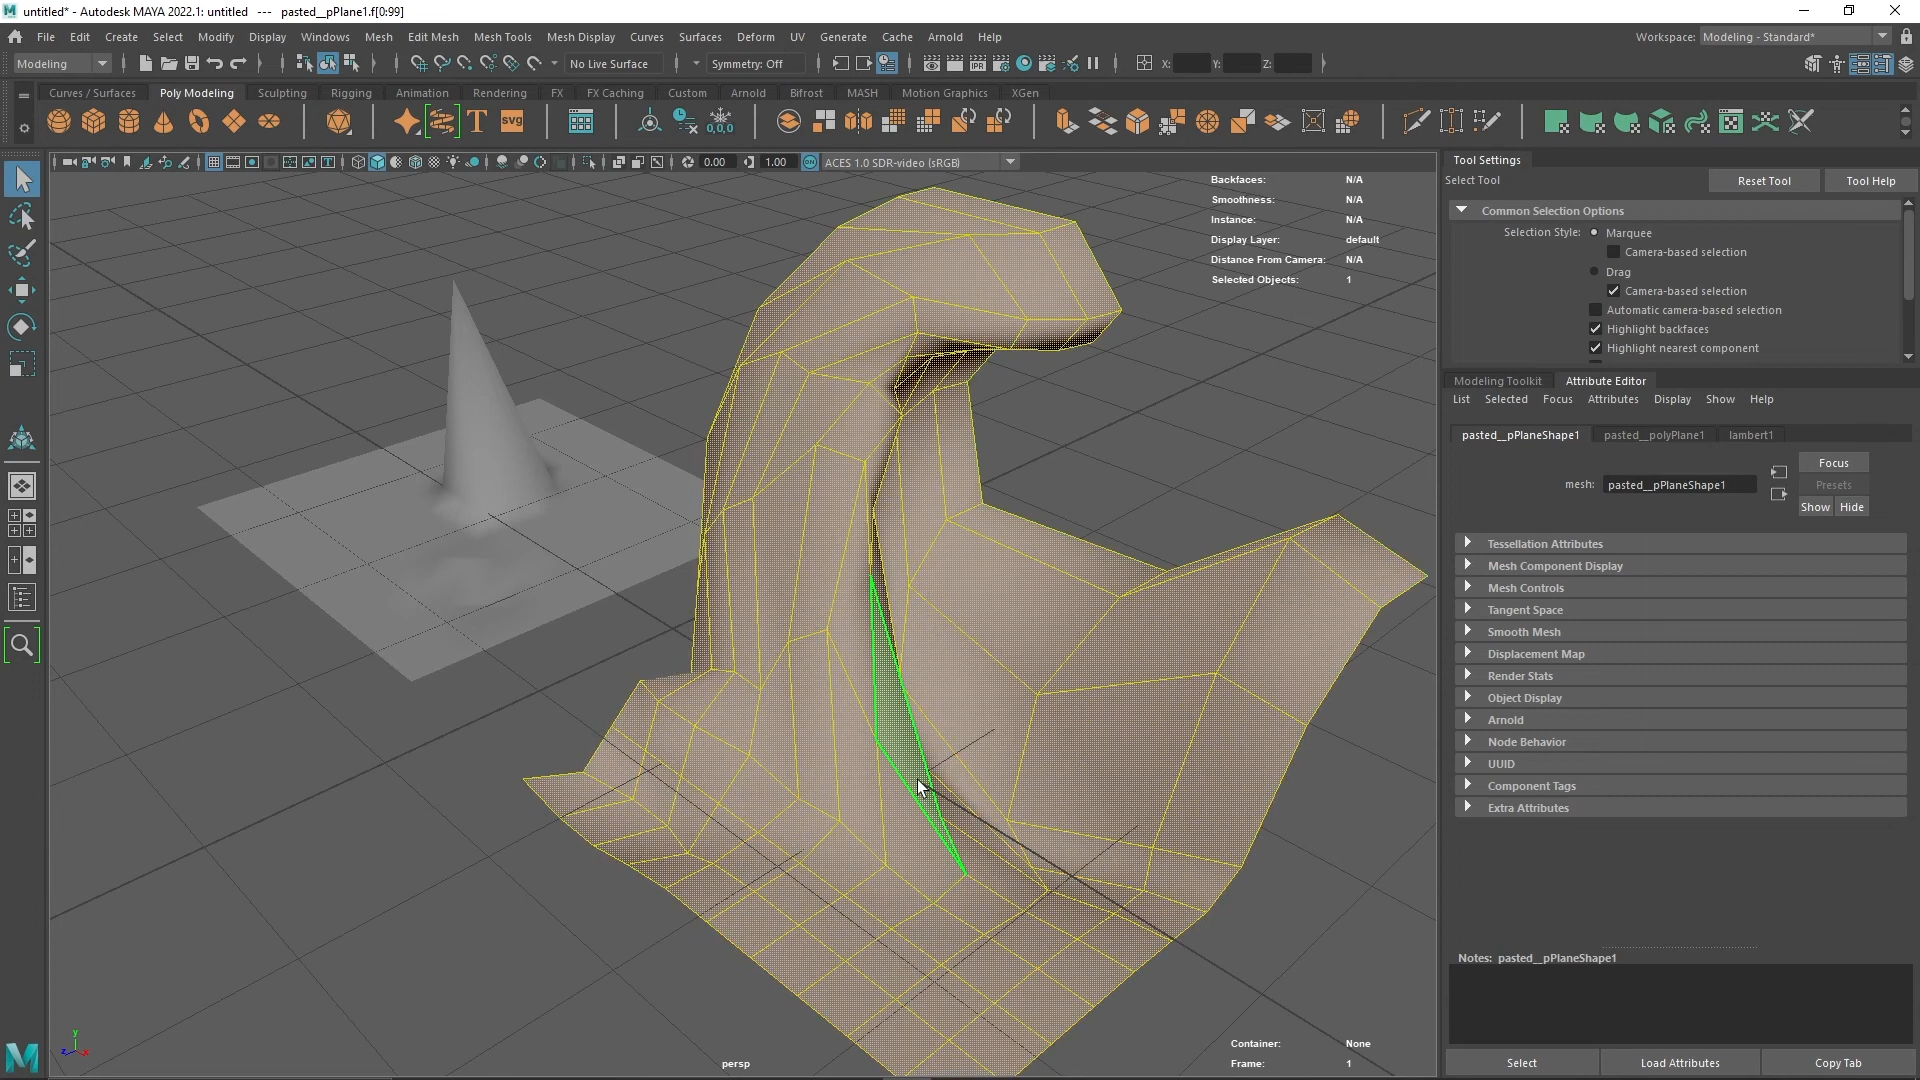 untitled* - Autodesk MAYA 2022.1: untitled --- pasted__pPlane1.f[0:99]
File Edit Create Select Modify Display Windows Mesh Edit Mesh Mesh Tools Mesh Display Curves Surfaces Deform UV Generate Cache Arnold Help
Workspace: Modeling - Standard*
Modeling No Live Surface Symmetry: Off X: Y: Z:
Curves / Surfaces Poly Modeling Sculpting Rigging Animation Rendering FX FX Caching Custom Arnold Bifrost MASH Motion Graphics XGen
T svg 0,0,0
0.00 1.00 ON ACES 1.0 SDR-video (sRGB)
Backfaces: N/A
Smoothness: N/A
Instance: N/A
Display Layer: default
Distance From Camera: N/A
Selected Objects: 1
Container: None
Frame: 1
persp
y
z x
M
Tool Settings
Select Tool Reset Tool Tool Help
Common Selection Options
Selection Style: Marquee
Camera-based selection
Drag
Camera-based selection
Automatic camera-based selection
Highlight backfaces
Highlight nearest component
Modeling Toolkit Attribute Editor
List Selected Focus Attributes Display Show Help
pasted__pPlaneShape1 pasted__polyPlane1 lambert1
Focus
mesh: pasted__pPlaneShape1 Presets
Show Hide
Tessellation Attributes
Mesh Component Display
Mesh Controls
Tangent Space
Smooth Mesh
Displacement Map
Render Stats
Object Display
Arnold
Node Behavior
UUID
Component Tags
Extra Attributes
Notes: pasted__pPlaneShape1
Select Load Attributes Copy Tab